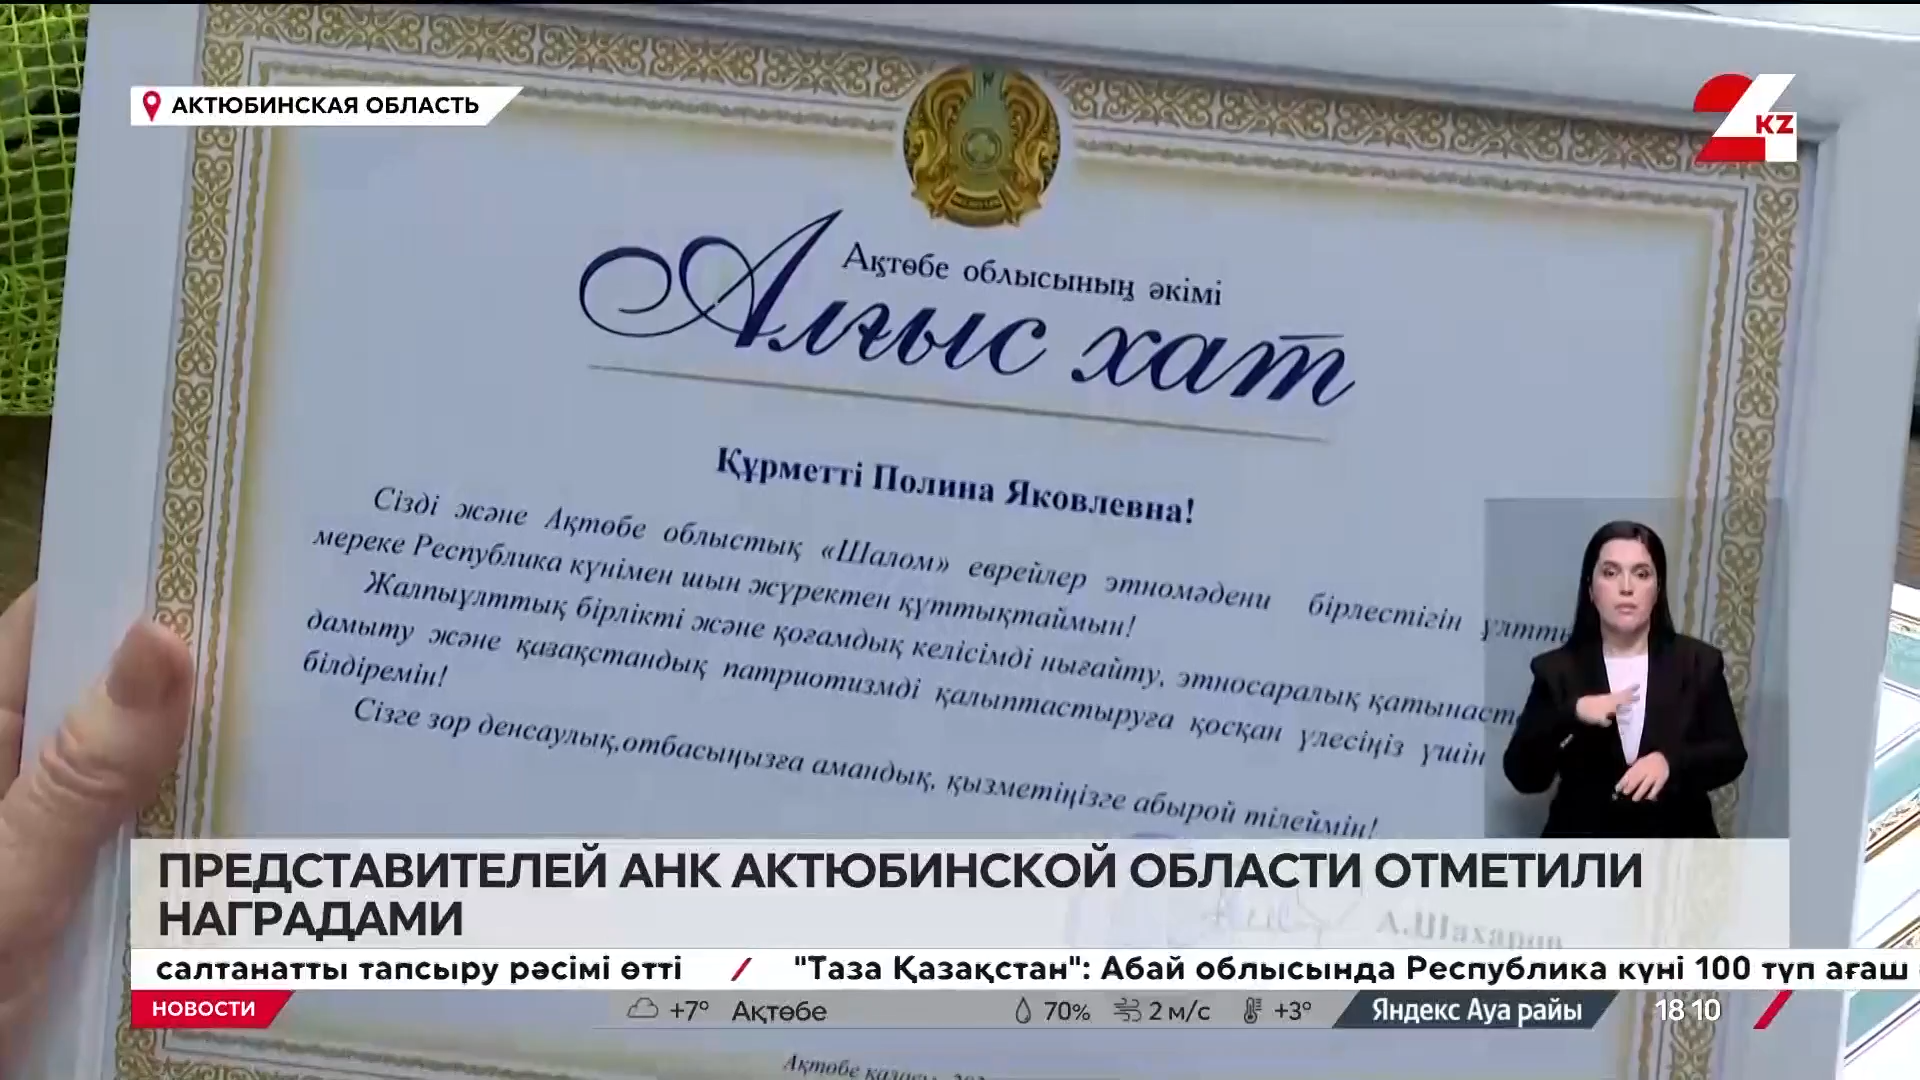 АКТЮБИНСКАЯ ОБЛАСТЬ
24 KZ
Ақтөбе облысының әкімі
Алғыс хат
Құрметті Полина Яковлевна!
Сізді және Ақтөбе облыстық «Шалом» еврейлер этномәдени бірлестігін
мереке Республика күнімен шын жүректен құттықтаймын!
Жалпыұлттық бірлікті және қоғамдық келісімді нығайту, этносаралық
дамыту және қазақстандық патриотизмді қалыптастыруға қосқан үлесіңіз үшін
білдіремін!
Сізге зор денсаулық,отбасыңызға амандық, қызметіңізге абырой тілеймін!
ПРЕДСТАВИТЕЛЕЙ АНК АКТЮБИНСКОЙ ОБЛАСТИ ОТМЕТИЛИ
НАГРАДАМИ
А.Шахаров
салтанатты тапсыру рәсімі өтті / "Таза Қазақстан": Абай облысында Республика күні 100 түп ағаш
НОВОСТИ +7° Ақтөбе 70% 2 м/с +3° Яндекс Ауа райы 18:10
Ақтөбе қаласы